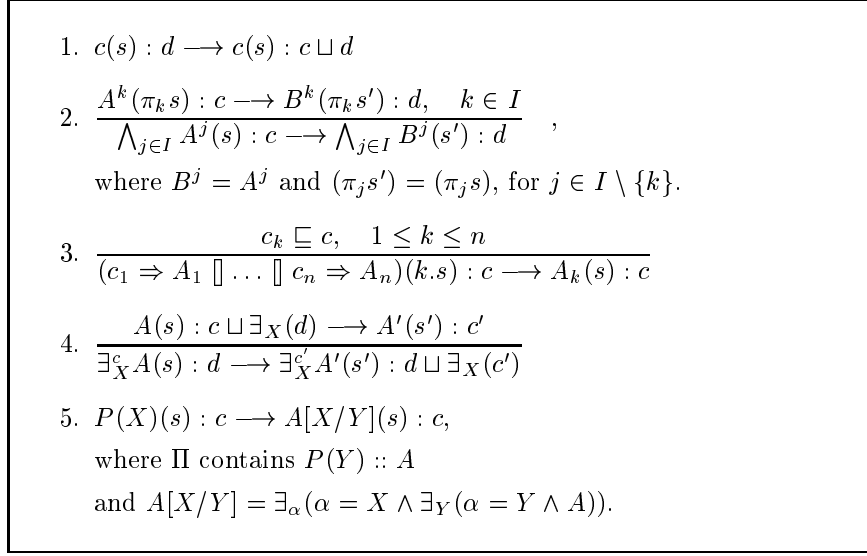 1. c(s) : d ⟶ c(s) : c ⊔ d
2. A^k(π_k s) : c ⟶ B^k(π_k s′) : d,   k ∈ I
⋀_{j∈I} A^j(s) : c ⟶ ⋀_{j∈I} B^j(s′) : d   ,
where B^j = A^j and (π_j s′) = (π_j s), for j ∈ I \ {k}.
3. c_k ⊑ c,   1 ≤ k ≤ n
(c_1 ⇒ A_1 [] … [] c_n ⇒ A_n)(k.s) : c ⟶ A_k(s) : c
4. A(s) : c ⊔ ∃_X(d) ⟶ A′(s′) : c′
∃_X^c A(s) : d ⟶ ∃_X^{c′} A′(s′) : d ⊔ ∃_X(c′)
5. P(X)(s) : c ⟶ A[X/Y](s) : c,
where Π contains P(Y) :: A
and A[X/Y] = ∃_α(α = X ∧ ∃_Y(α = Y ∧ A)).